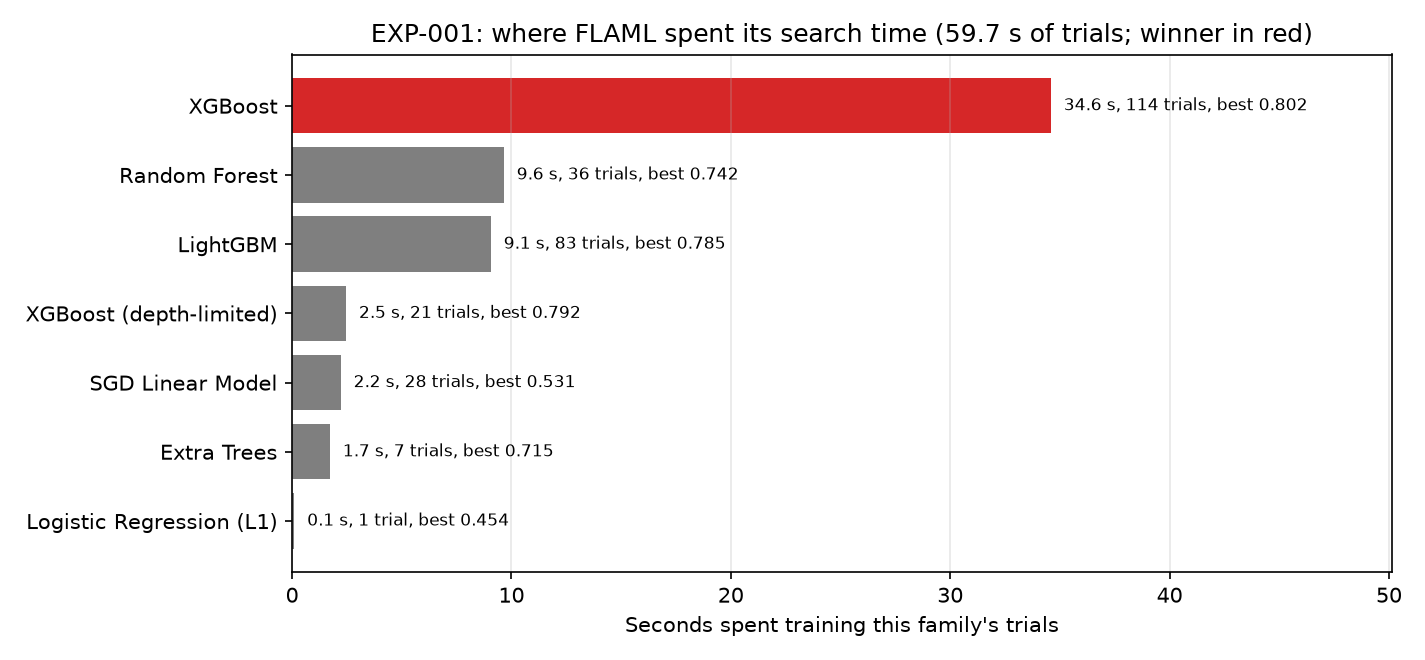 EXP-001: where FLAML spent its search time (59.7 s of trials; winner in red)
XGBoost
34.6 s, 114 trials, best 0.802
Random Forest
9.6 s, 36 trials, best 0.742
LightGBM
9.1 s, 83 trials, best 0.785
XGBoost (depth-limited)
2.5 s, 21 trials, best 0.792
SGD Linear Model
2.2 s, 28 trials, best 0.531
Extra Trees
1.7 s, 7 trials, best 0.715
Logistic Regression (L1)
0.1 s, 1 trial, best 0.454
0 10 20 30 40 50
Seconds spent training this family's trials